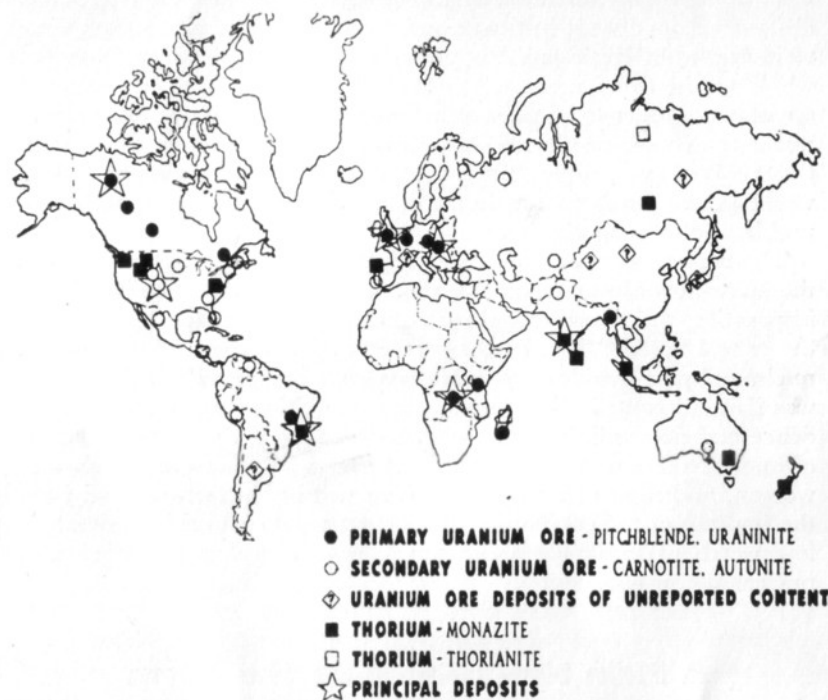 PRIMARY URANIUM ORE - PITCHBLENDE, URANINITE
SECONDARY URANIUM ORE - CARNOTITE, AUTUNITE
? URANIUM ORE DEPOSITS OF UNREPORTED CONTENT
THORIUM - MONAZITE
THORIUM - THORIANITE
PRINCIPAL DEPOSITS